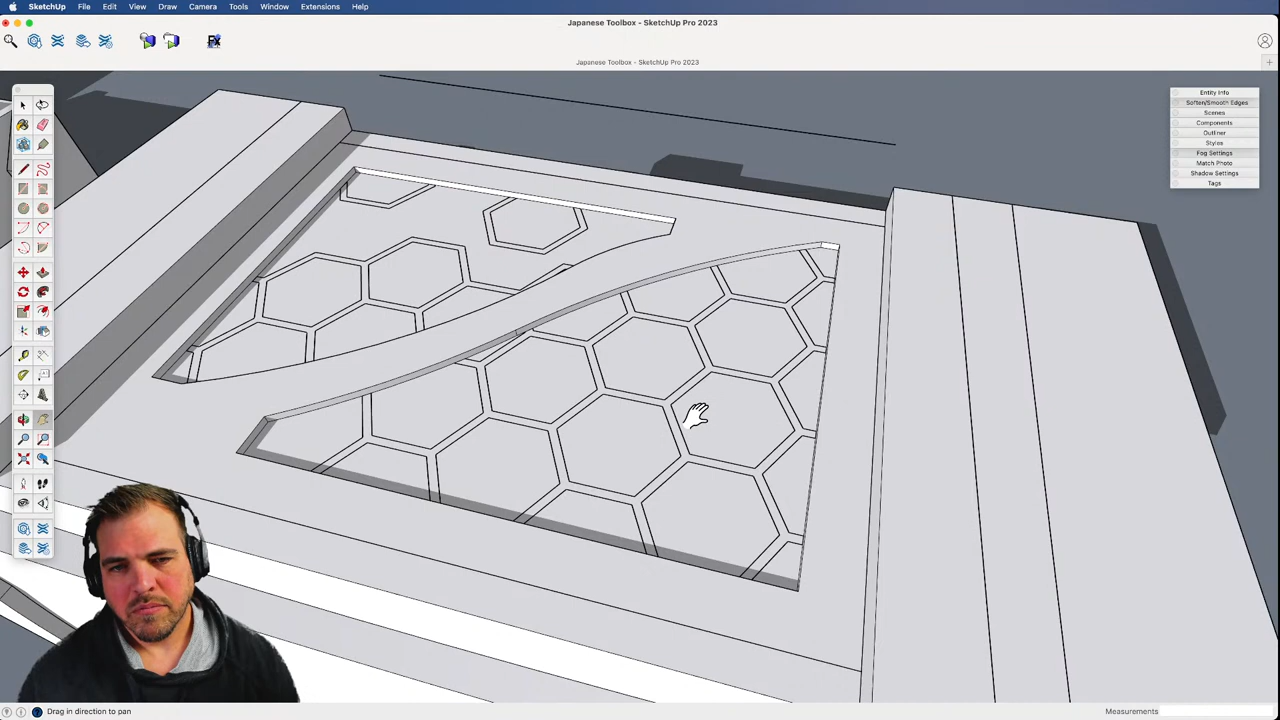 SketchUp File Edit View Draw Camera Tools Window Extensions Help
Japanese Toolbox - SketchUp Pro 2023
Japanese Toolbox - SketchUp Pro 2023
Entity Info
Soften/Smooth Edges
Scenes
Components
Outliner
Styles
Fog Settings
Match Photo
Shadow Settings
Tags
Drag in direction to pan
Measurements